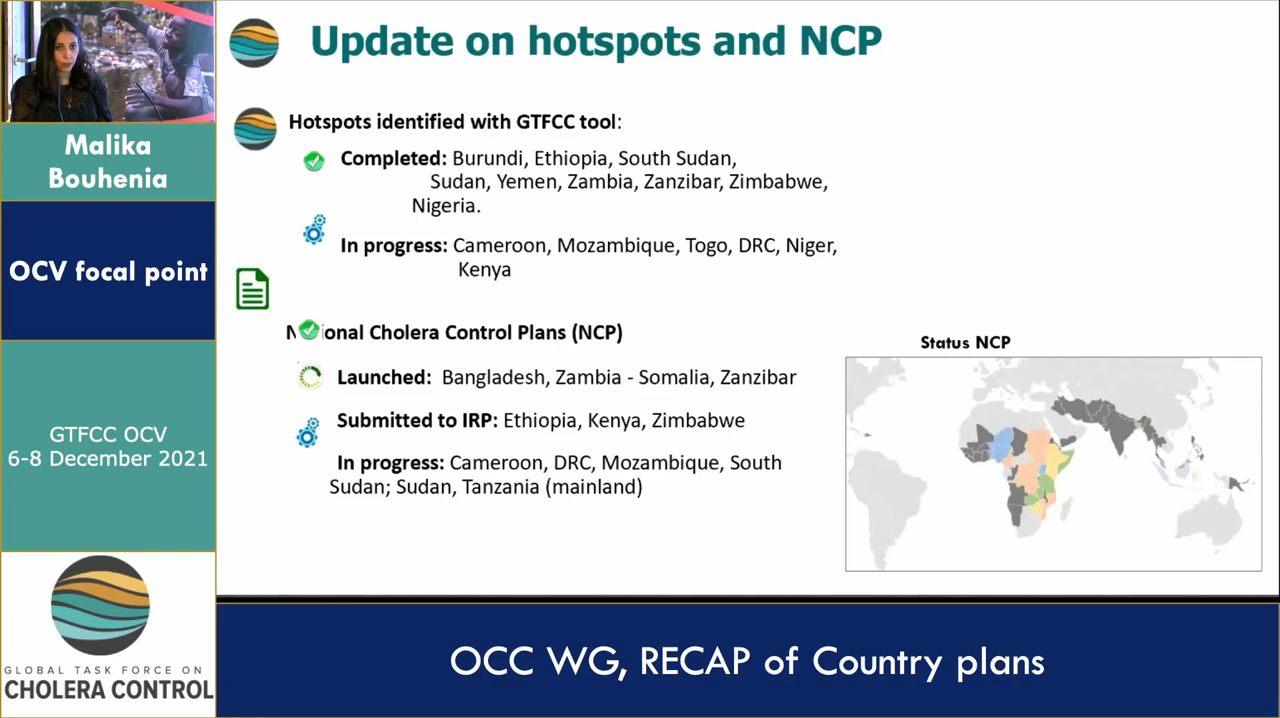 Update on hotspots and NCP
Malika
Bouhenia
OCV focal point
GTFCC OCV
6-8 December 2021
GLOBAL TASK FORCE ON
CHOLERA CONTROL
Hotspots identified with GTFCC tool:
Completed: Burundi, Ethiopia, South Sudan,
Sudan, Yemen, Zambia, Zanzibar, Zimbabwe,
Nigeria.
In progress: Cameroon, Mozambique, Togo, DRC, Niger,
Kenya
ional Cholera Control Plans (NCP)
Launched: Bangladesh, Zambia - Somalia, Zanzibar
Submitted to IRP: Ethiopia, Kenya, Zimbabwe
In progress: Cameroon, DRC, Mozambique, South
Sudan; Sudan, Tanzania (mainland)
Status NCP
OCC WG, RECAP of Country plans